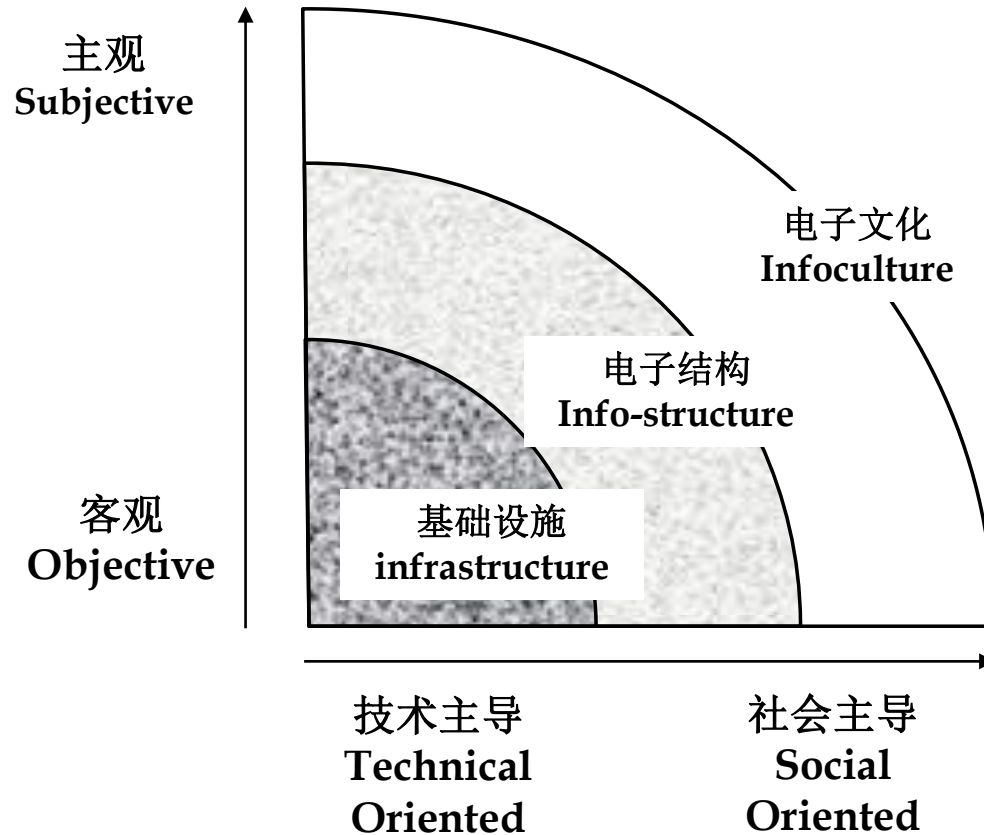 主观
Subjective
电子文化
Infoculture
电子结构
Info-structure
客观
Objective
基础设施
infrastructure
技术主导
Technical
Oriented
社会主导
Social
Oriented